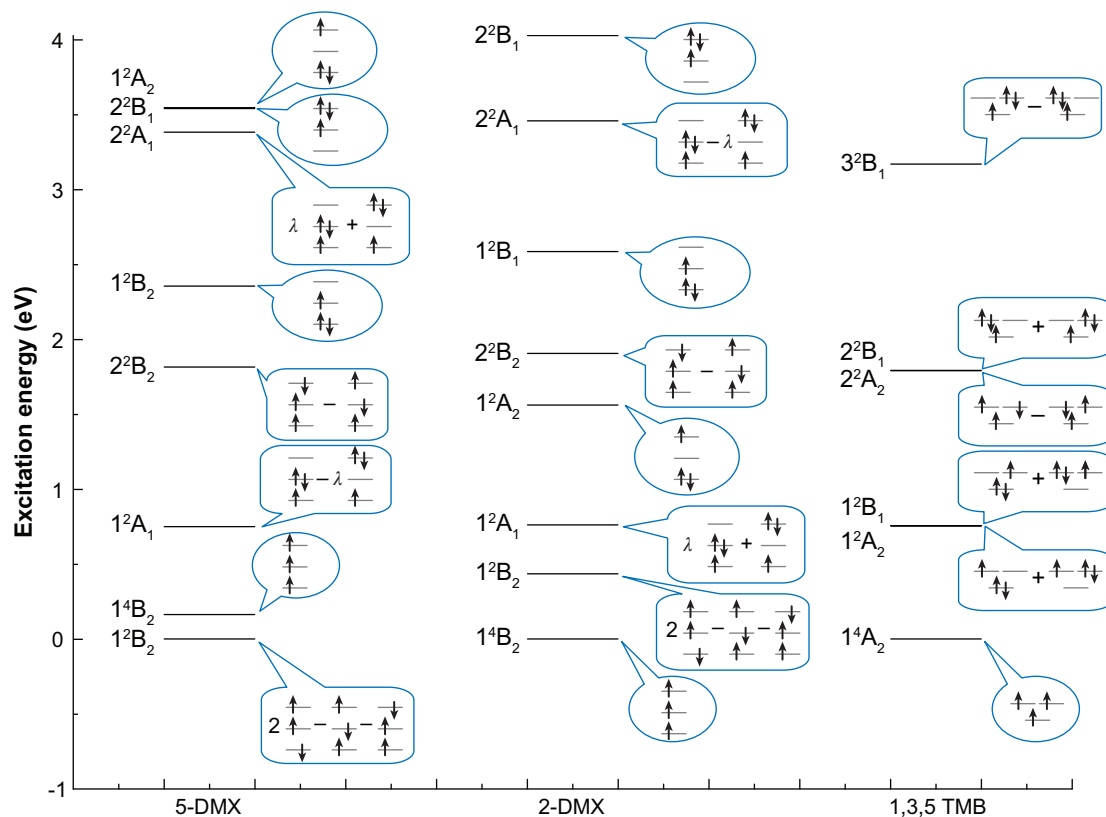 Excitation energy (eV)
4
3
2
1
0
-1
1²A₂
2²B₁
2²A₁
λ +
1²B₂
2²B₂
–
– λ
1²A₁
1⁴B₂
1²B₂
2 – –
5-DMX
2²B₁
2²A₁
– λ
1²B₁
2²B₂
–
1²A₂
1²A₁
λ +
1²B₂
2 – –
1⁴B₂
2-DMX
–
3²B₁
+
2²B₁
2²A₂
–
+
1²B₁
1²A₂
+
1⁴A₂
1,3,5 TMB